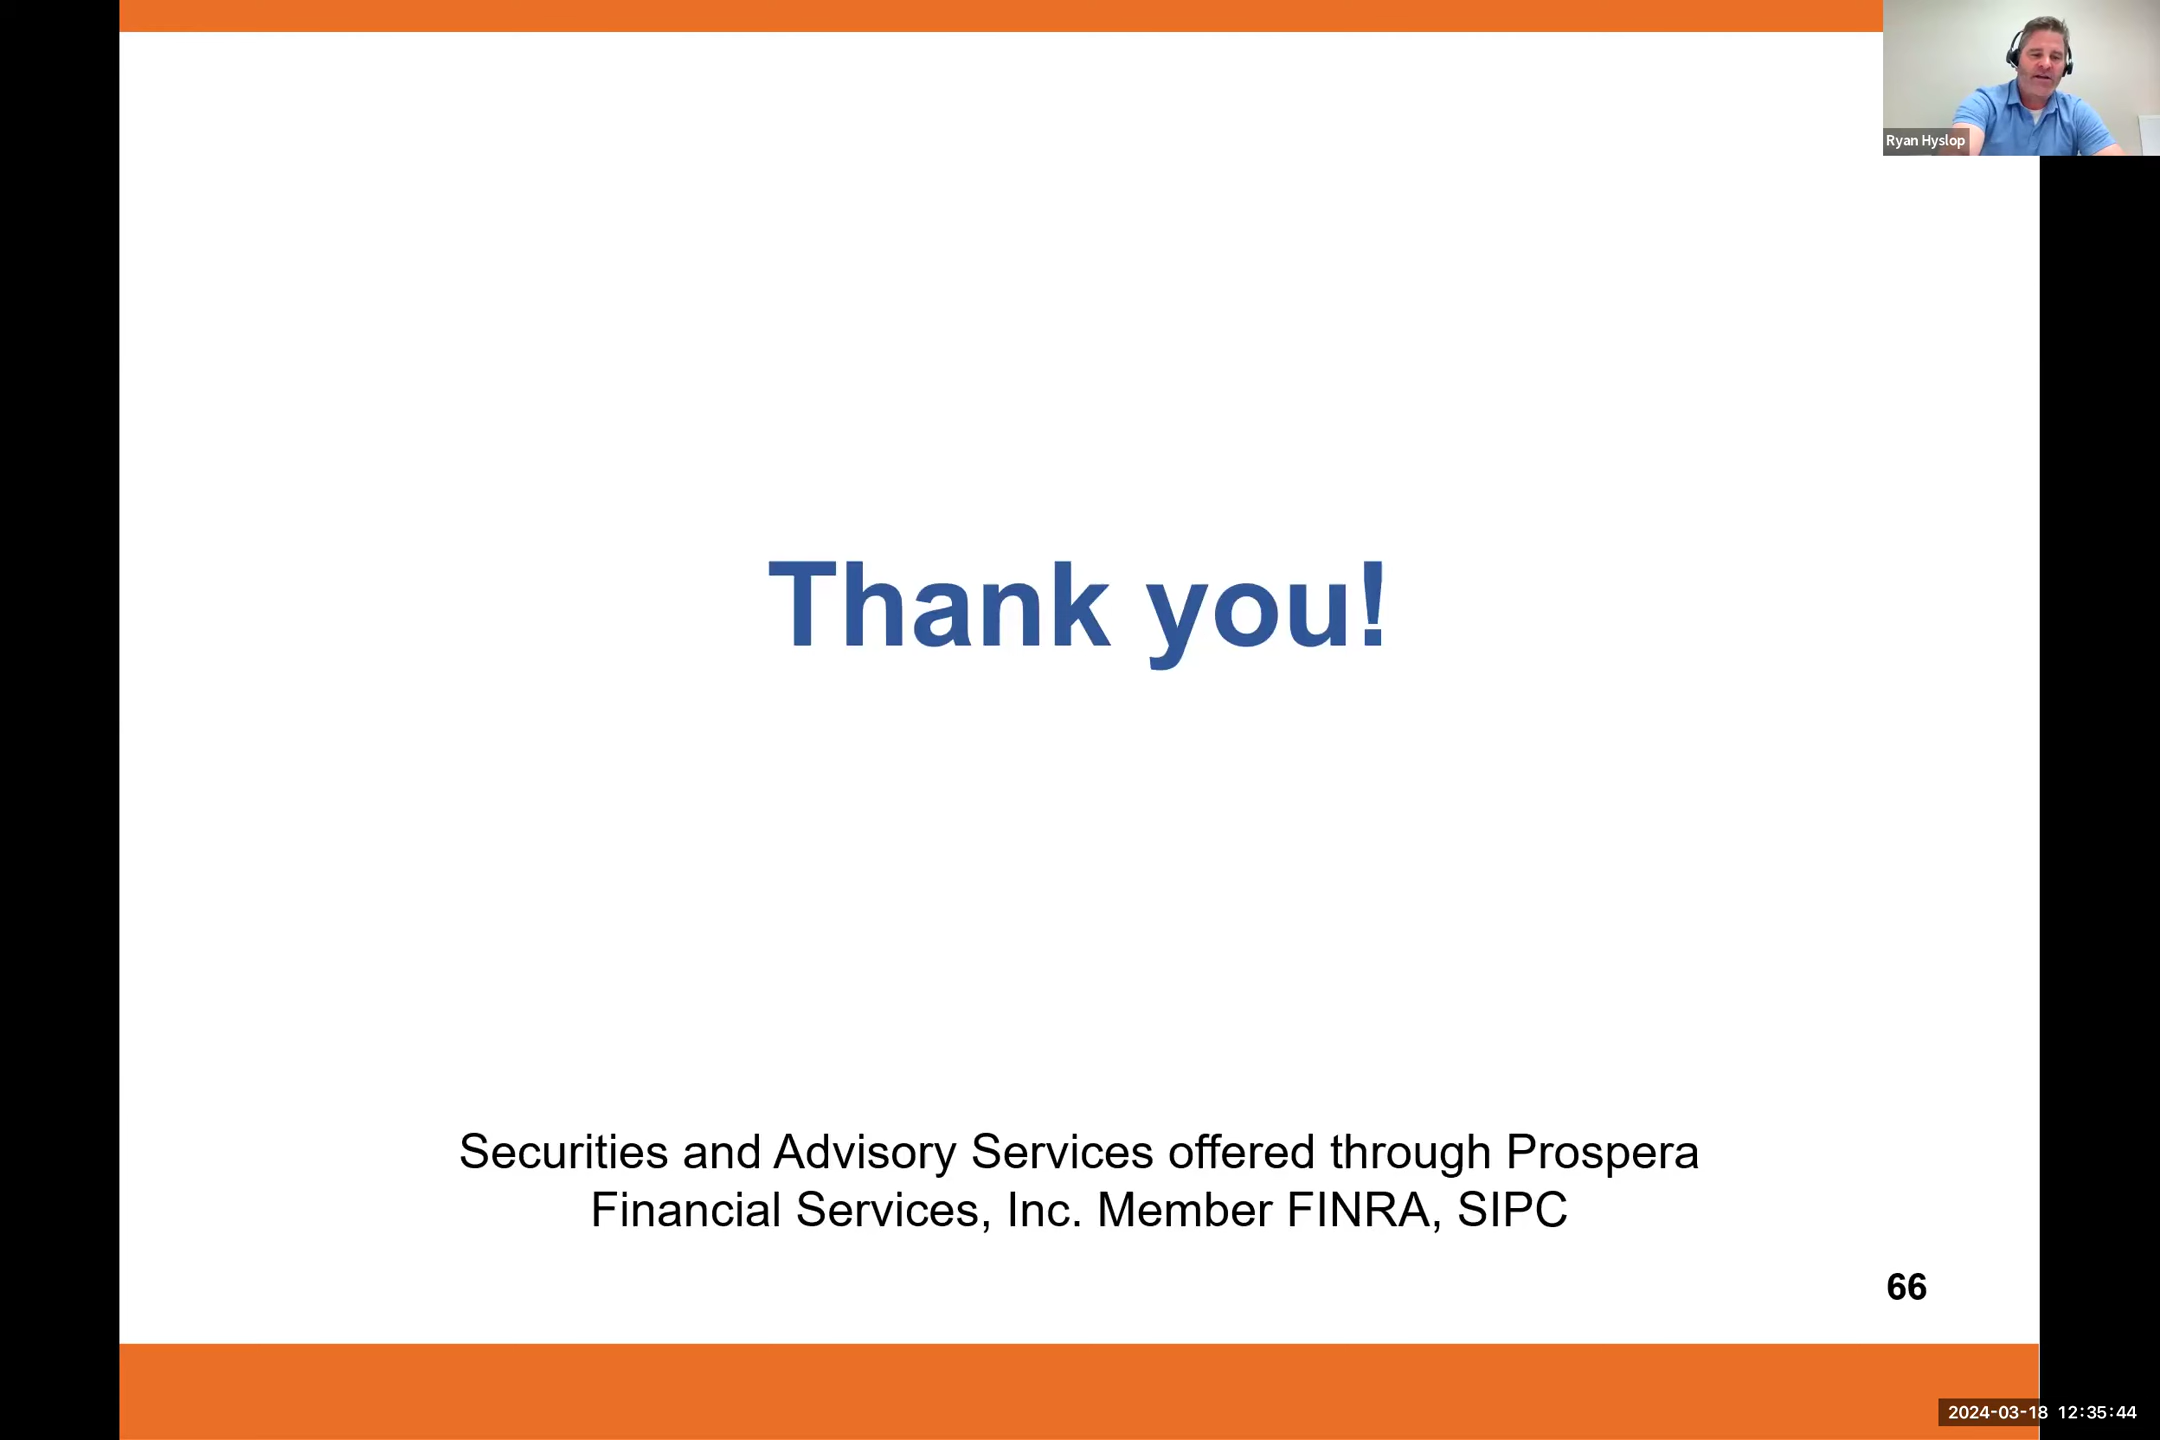 Ryan Hyslop
Thank you!
Securities and Advisory Services offered through Prospera
Financial Services, Inc. Member FINRA, SIPC
66
2024-03-18 12:35:44